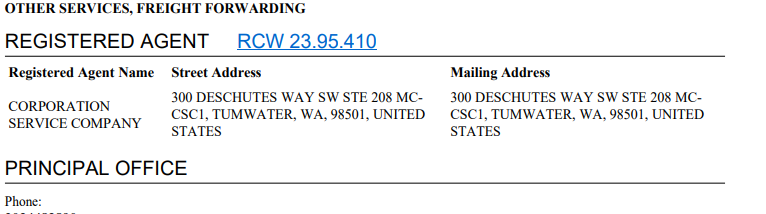 OTHER SERVICES, FREIGHT FORWARDING
REGISTERED AGENT RCW 23.95.410
Registered Agent Name Street Address Mailing Address
CORPORATION
SERVICE COMPANY
300 DESCHUTES WAY SW STE 208 MC-
CSC1, TUMWATER, WA, 98501, UNITED
STATES
300 DESCHUTES WAY SW STE 208 MC-
CSC1, TUMWATER, WA, 98501, UNITED
STATES
PRINCIPAL OFFICE
Phone: